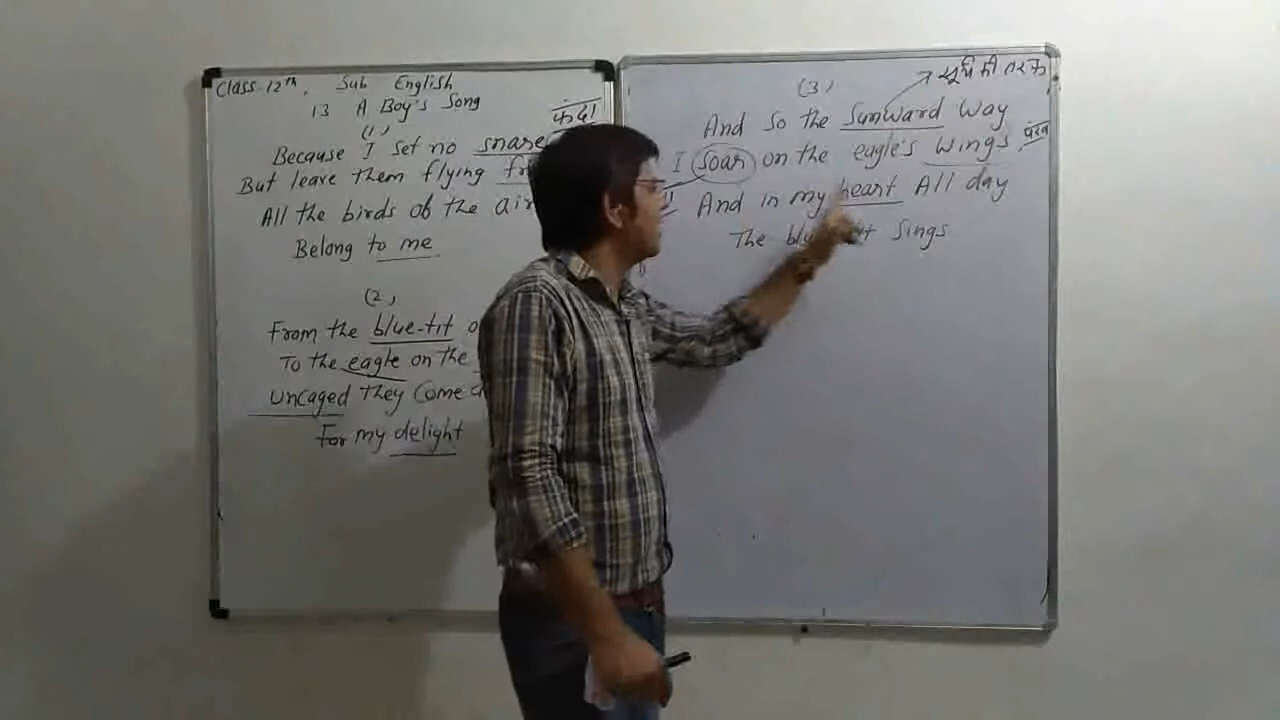 Class-12th, Sub English
13 A Boy's Song
(1)
फंदा
Because I set no snare
But leave them flying
All the birds of the air
Belong to me
(2)
From the blue-tit
To the eagle on the
uncaged They Come
For my delight
(3)
सूर्य की तरफ
And So the Sunward Way
I soar on the eagle's wings पंख
And in my heart All day
The Sings